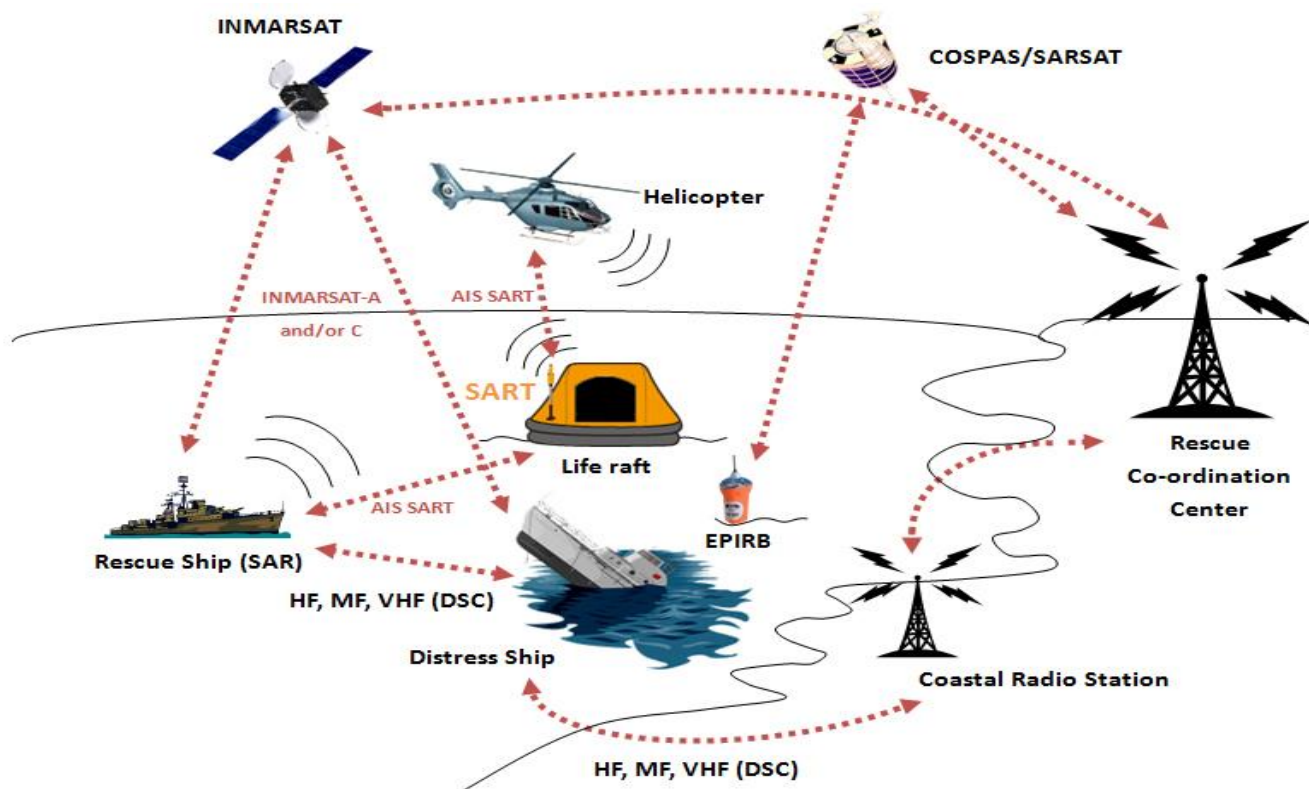 INMARSAT
COSPAS/SARSAT
Helicopter
INMARSAT-A
and/or C
AIS SART
SART
Life raft
Rescue
Co-ordination
Center
AIS SART
Rescue Ship (SAR)
EPIRB
HF, MF, VHF (DSC)
Distress Ship
Coastal Radio Station
HF, MF, VHF (DSC)